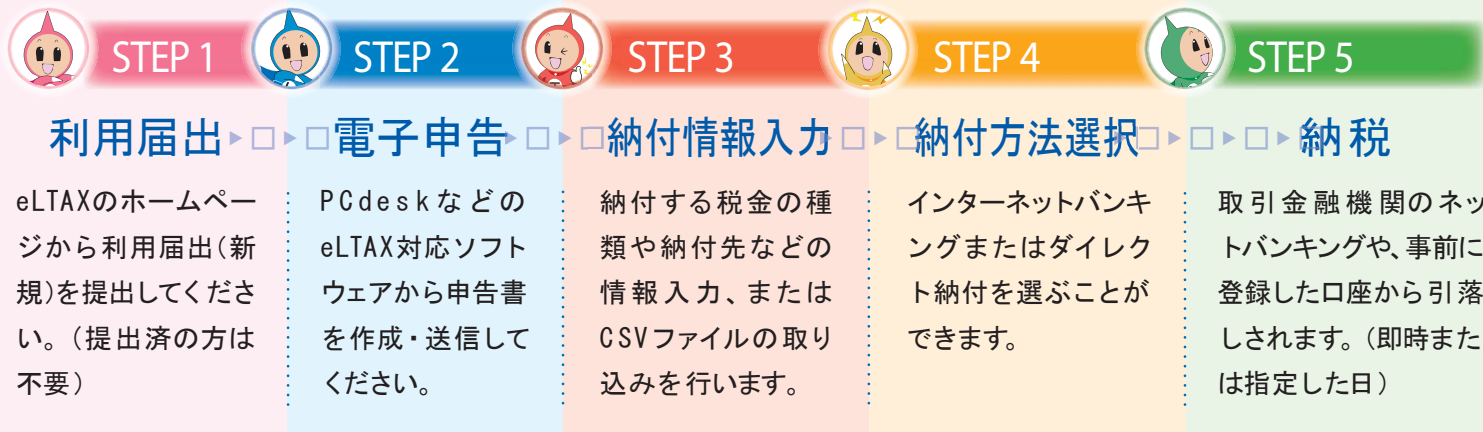 STEP 1
利用届出
eLTAXのホームペー
ジから利用届出(新
規)を提出してくださ
い。(提出済の方は
不要)
STEP 2
電子申告
PCdeskなどの
eLTAX対応ソフト
ウェアから申告書
を作成・送信して
ください。
STEP 3
納付情報入力
納付する税金の種
類や納付先などの
情報入力、または
CSVファイルの取り
込みを行います。
STEP 4
納付方法選択
インターネットバンキ
ングまたはダイレク
ト納付を選ぶことが
できます。
STEP 5
納税
取引金融機関のネッ
トバンキングや、事前に
登録した口座から引落
しされます。(即時また
は指定した日)